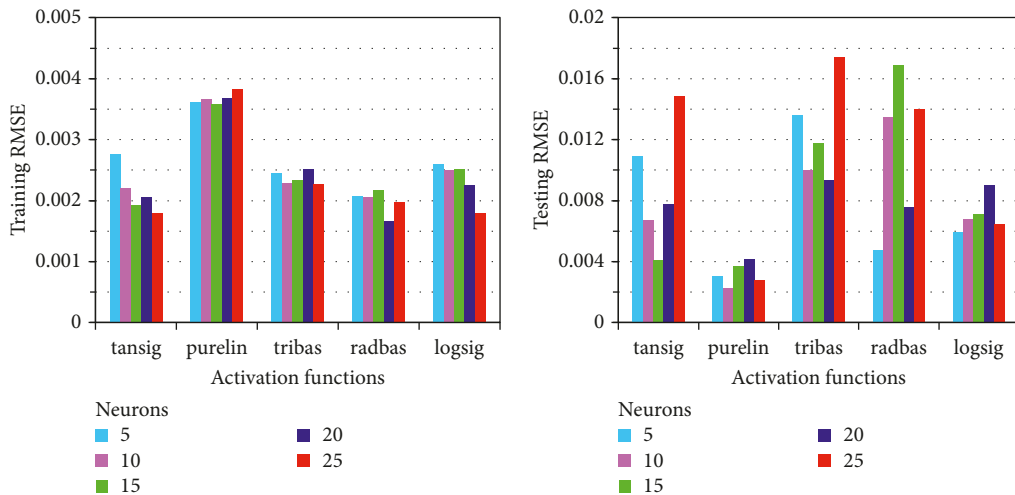 Training RMSE
0.005
0.004
0.003
0.002
0.001
0
tansig purelin tribas radbas logsig
Activation functions
Neurons
5
10
15
20
25
Testing RMSE
0.02
0.016
0.012
0.008
0.004
0
tansig purelin tribas radbas logsig
Activation functions
Neurons
5
10
15
20
25